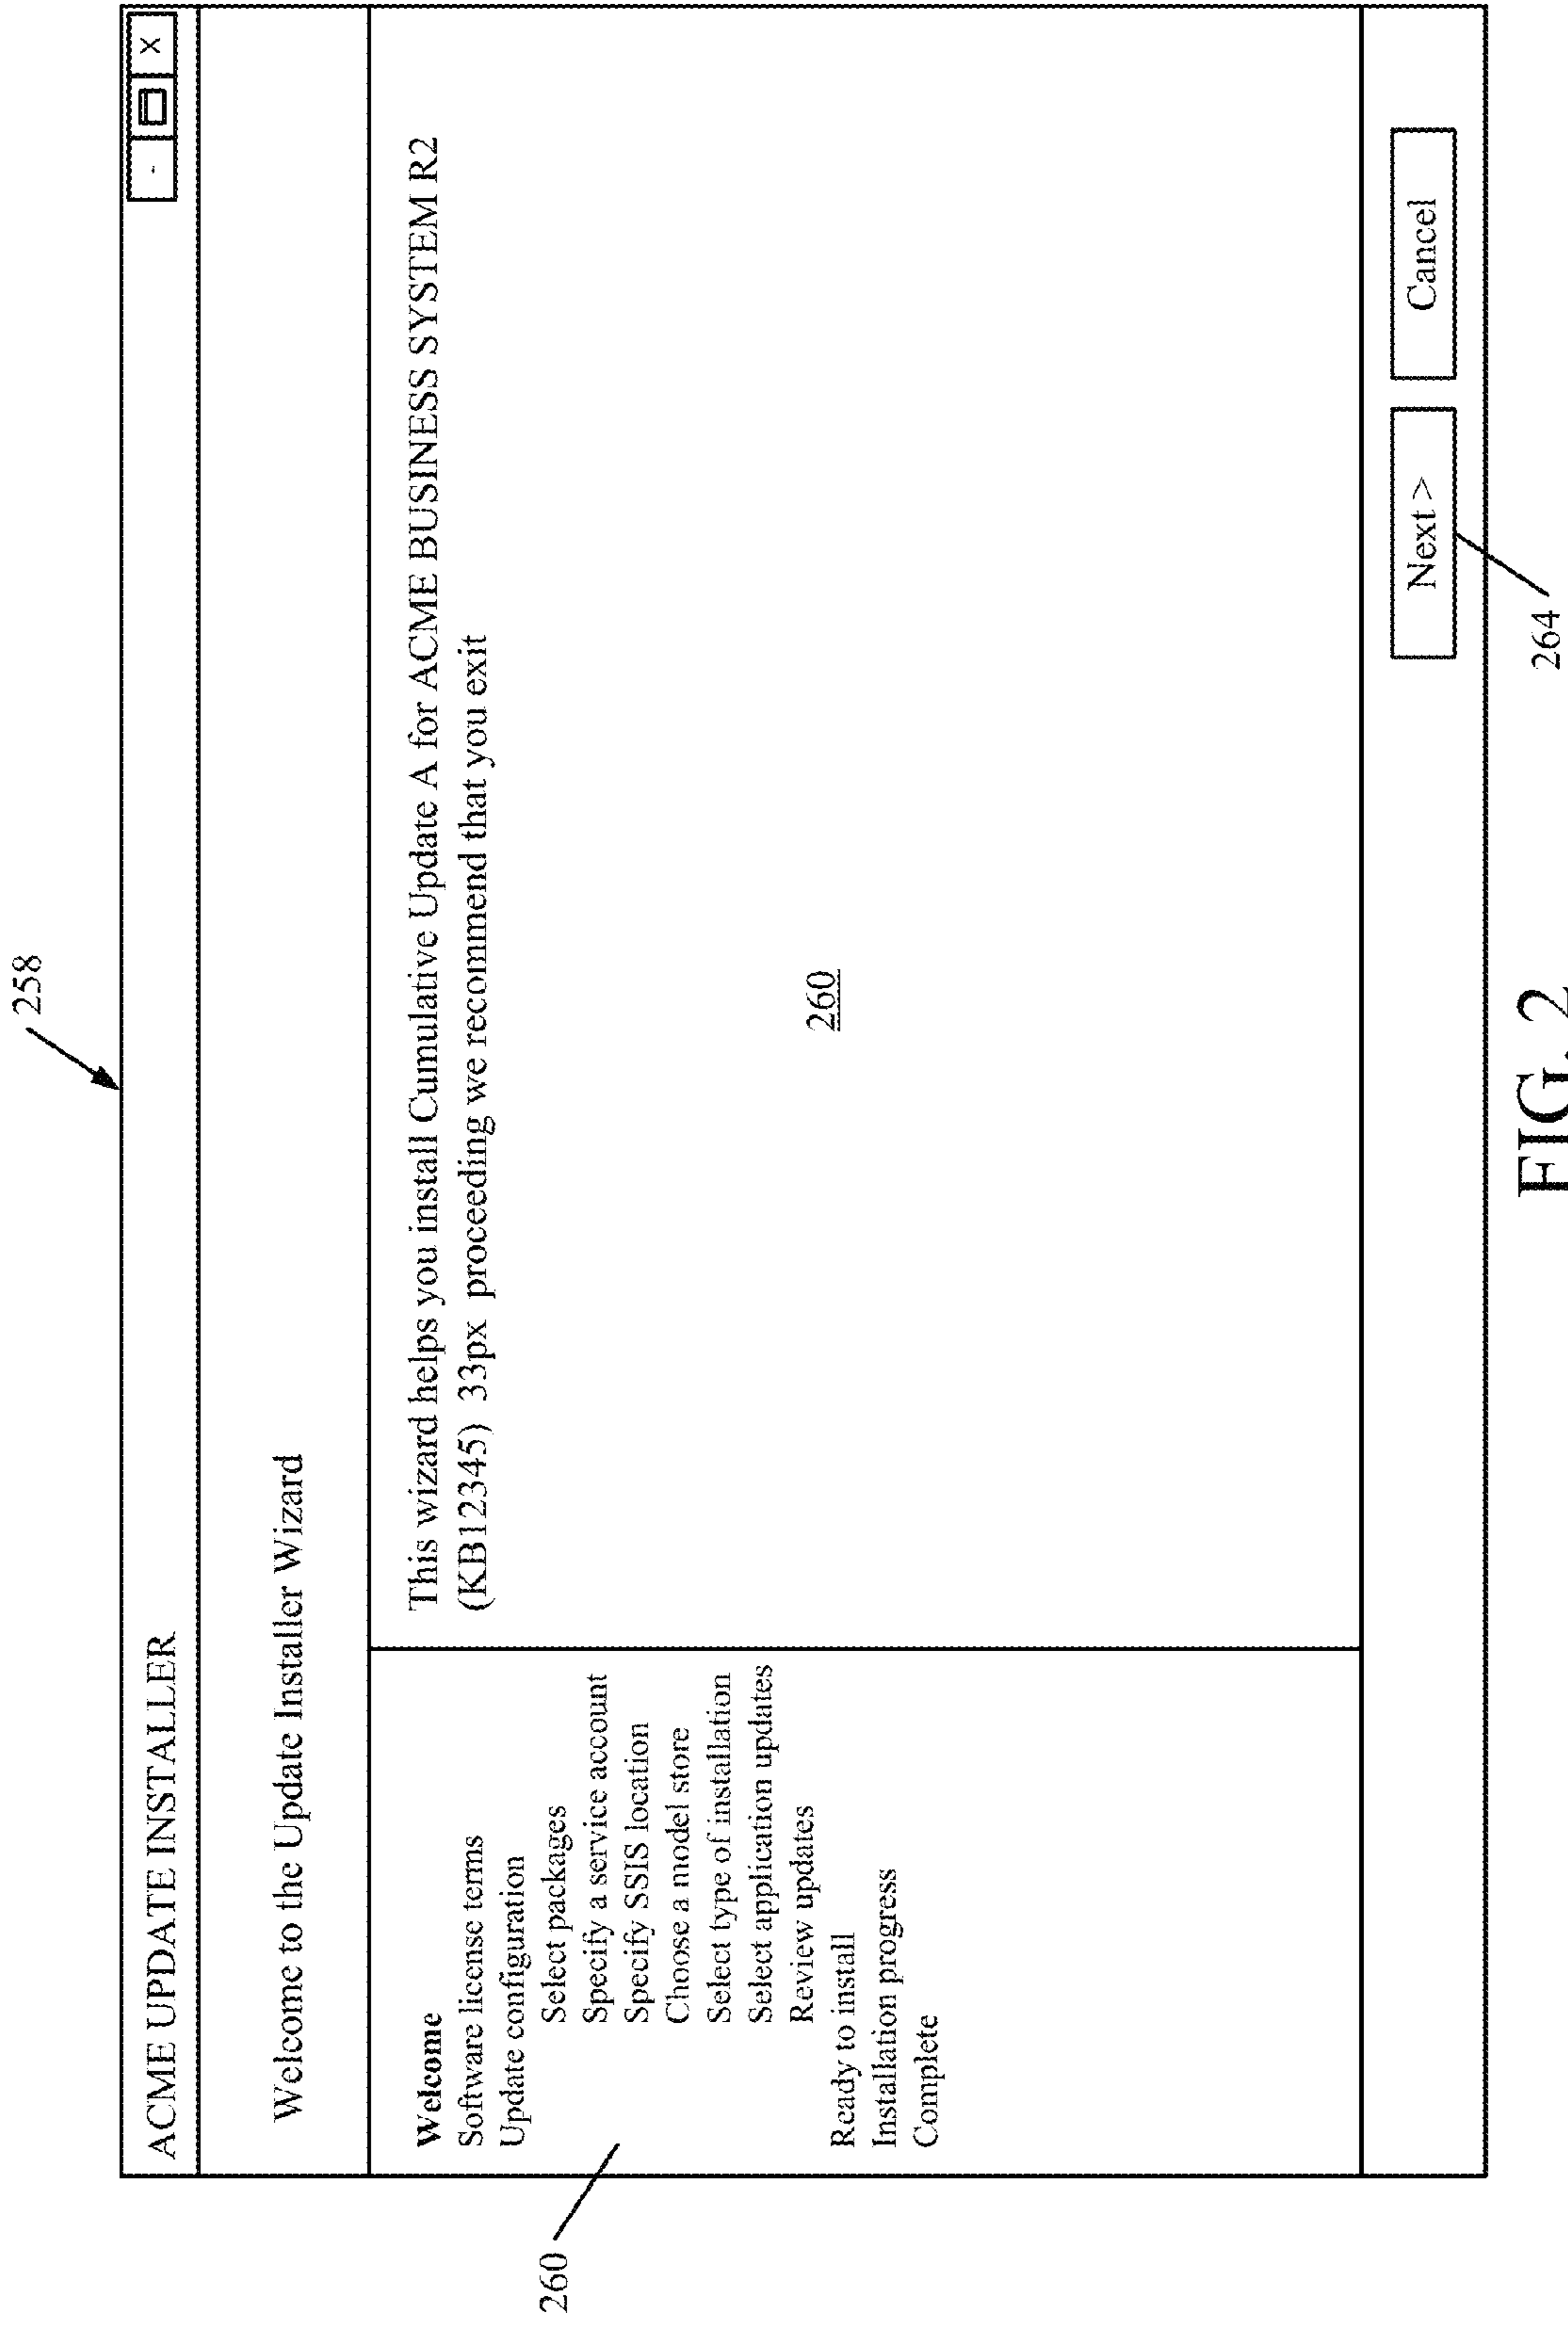 258
ACME UPDATE INSTALLER
- X
Welcome to the Update Installer Wizard
Welcome
Software license terms
Update configuration
Select packages
Specify a service account
Specify SSIS location
Choose a model store
Select type of installation
Select application updates
Review updates
Ready to install
Installation progress
Complete
260
This wizard helps you install Cumulative Update A for ACME BUSINESS SYSTEM R2
(KB12345) 33px proceeding we recommend that you exit
260
Next > Cancel
264
FIG. 2